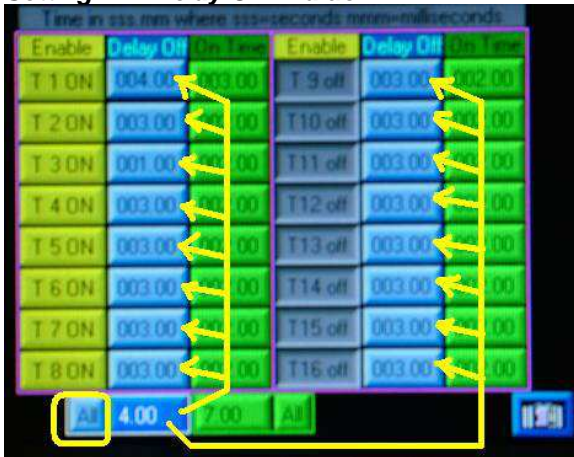 Time in sss.mm where sss=seconds mmm=milliseconds
Enable Delay Off On Time Enable Delay Off On Time
T 1 ON 004.00 003.00 T 9 off 003.00 002.00
T 2 ON 003.00 T10 off 003.00
T 3 ON 001.00 T11 off 003.00
T 4 ON 003.00 T12 off 003.00
T 5 ON 003.00 T13 off 003.00
T 6 ON 003.00 T14 off 003.00
T 7 ON 003.00 T15 off 003.00
T 8 ON 003.00 T16 off 003.00
All 4.00 7.00 All